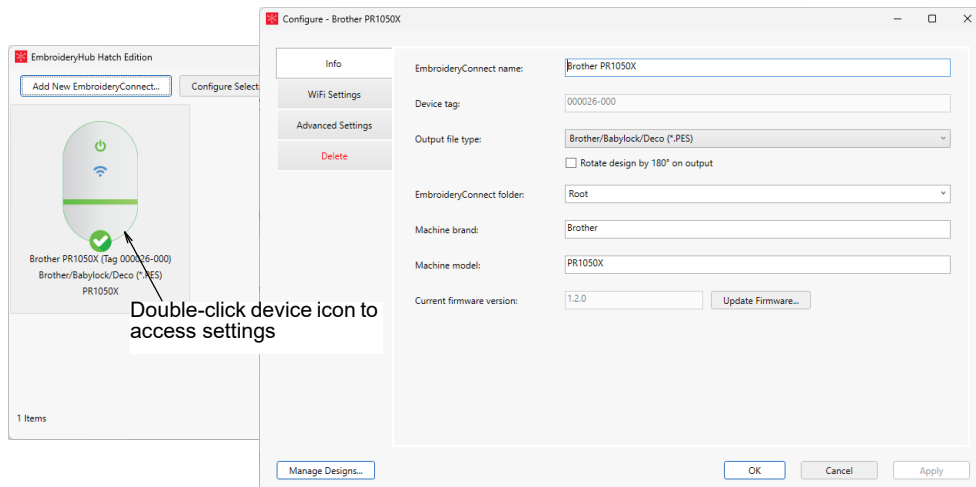 EmbroideryHub Hatch Edition
Add New EmbroideryConnect...
Configure Select
Brother PR1050X (Tag 000026-000)
Brother/Babylock/Deco (*.PES)
PR1050X
Double-click device icon to
access settings
1 Items
Configure - Brother PR1050X
Info
WiFi Settings
Advanced Settings
Delete
EmbroideryConnect name:
Brother PR1050X
Device tag:
000026-000
Output file type:
Brother/Babylock/Deco (*.PES)
Rotate design by 180° on output
EmbroideryConnect folder:
Root
Machine brand:
Brother
Machine model:
PR1050X
Current firmware version:
1.2.0
Update Firmware...
Manage Designs...
OK
Cancel
Apply